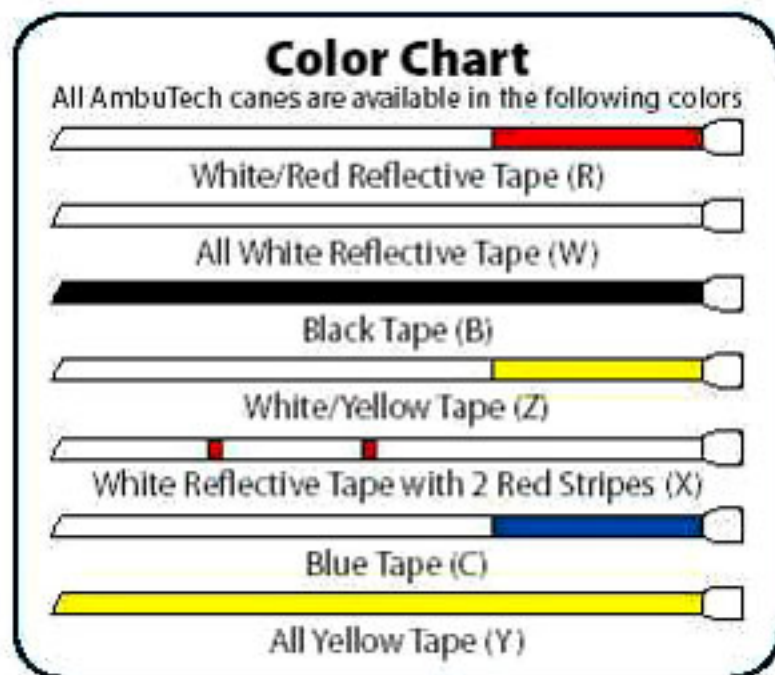 Color Chart
All AmbuTech canes are available in the following colors
White/Red Reflective Tape (R)
All White Reflective Tape (W)
Black Tape (B)
White/Yellow Tape (Z)
White Reflective Tape with 2 Red Stripes (X)
Blue Tape (C)
All Yellow Tape (Y)